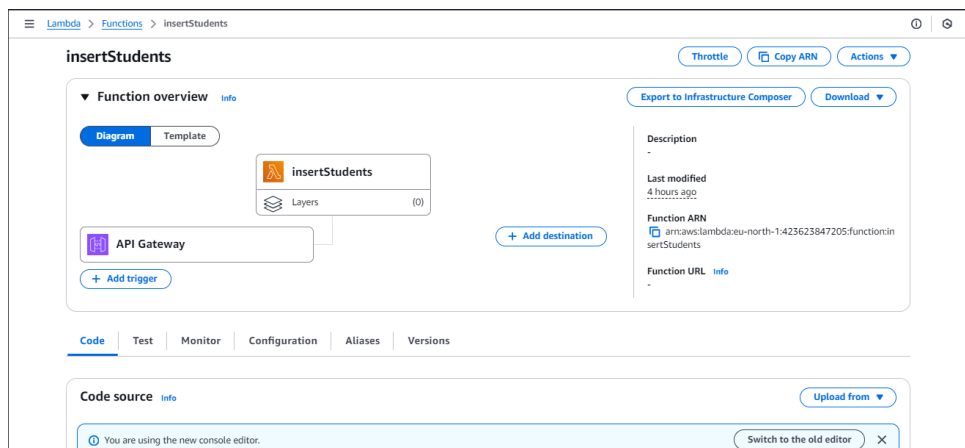 Lambda > Functions > insertStudents
insertStudents
Throttle
Copy ARN
Actions
Function overview Info
Export to Infrastructure Composer
Download
Diagram
Template
insertStudents
Layers (0)
API Gateway
+ Add trigger
+ Add destination
Description
-
Last modified
4 hours ago
Function ARN
arn:aws:lambda:eu-north-1:423623847205:function:in
sertStudents
Function URL Info
-
Code
Test
Monitor
Configuration
Aliases
Versions
Code source Info
Upload from
You are using the new console editor.
Switch to the old editor